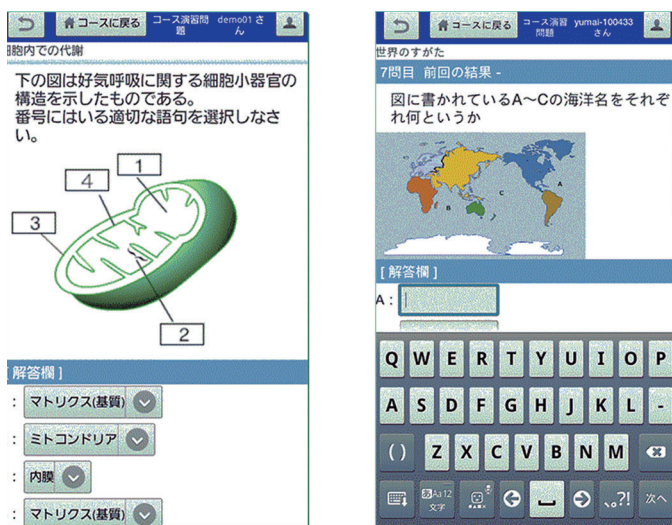 コースに戻る
コース演習問
題
demo01 さ
ん
細胞内での代謝
下の図は好気呼吸に関する細胞小器官の
構造を示したものである。
番号にはいる適切な語句を選択しなさ
い。
1
4
3
2
[解答欄]
: マトリクス(基質)
: ミトコンドリア
: 内膜
: マトリクス(基質)
コースに戻る
コース演習
問題
yumai-100433
さん
世界のすがた
7問目 前回の結果 -
図に書かれているA～Cの海洋名をそれぞ
れ何というか
A
C
B
[解答欄]
A :
Q W E R T Y U I O P
A S D F G H J K L -
( ) Z X C V B N M
あAa12
文字
､｡?!
次へ